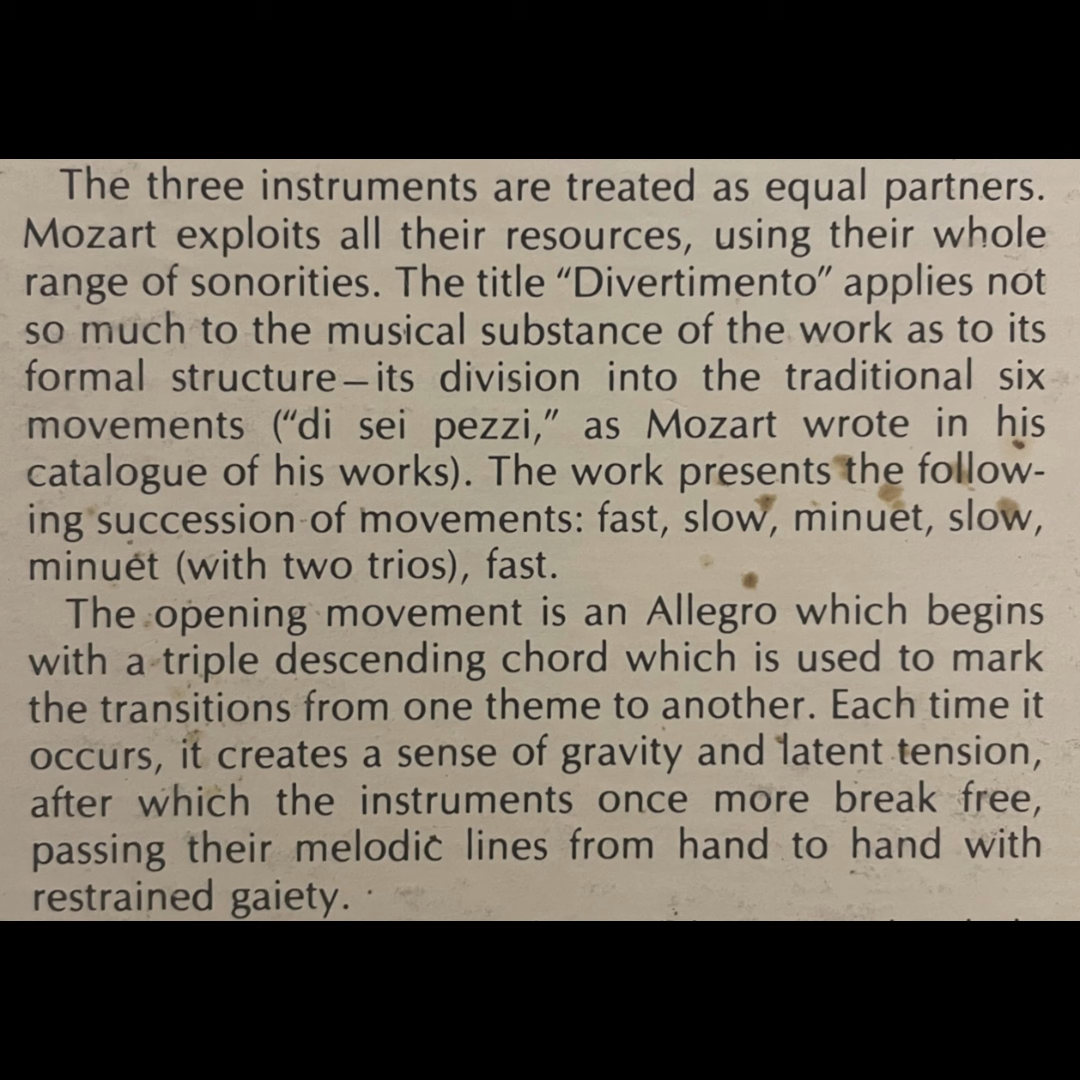 The three instruments are treated as equal partners.
Mozart exploits all their resources, using their whole
range of sonorities. The title “Divertimento” applies not
so much to the musical substance of the work as to its
formal structure—its division into the traditional six
movements (“di sei pezzi,” as Mozart wrote in his
catalogue of his works). The work presents the follow-
ing succession of movements: fast, slow, minuet, slow,
minuet (with two trios), fast.
The opening movement is an Allegro which begins
with a triple descending chord which is used to mark
the transitions from one theme to another. Each time it
occurs, it creates a sense of gravity and latent tension,
after which the instruments once more break free,
passing their melodic lines from hand to hand with
restrained gaiety.